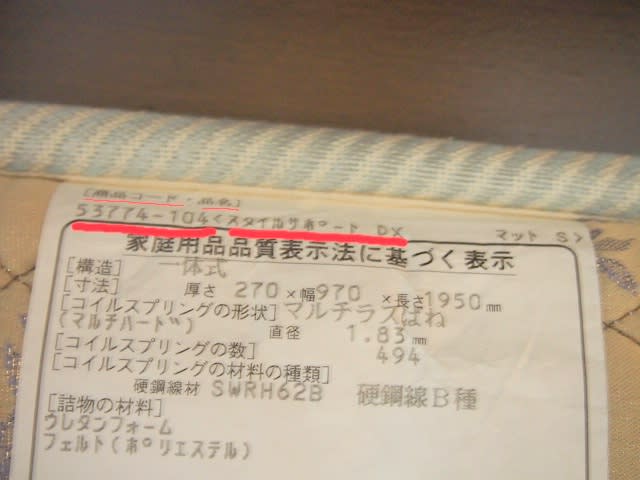 [商品コード・品名]
53774-104<スタイルサポート DX マット S>
家庭用品品質表示法に基づく表示
[構造] 一体式
[寸法] 厚さ 270 ×幅970 ×長さ1950㎜
[コイルスプリングの形状]マルチラスばね
(マルチハード) 直径 1.83㎜
[コイルスプリングの数] 494
[コイルスプリングの材料の種類]
硬鋼線材 SWRH62B 硬鋼線B種
[詰物の材料]
ウレタンフォーム
フェルト(ポリエステル)